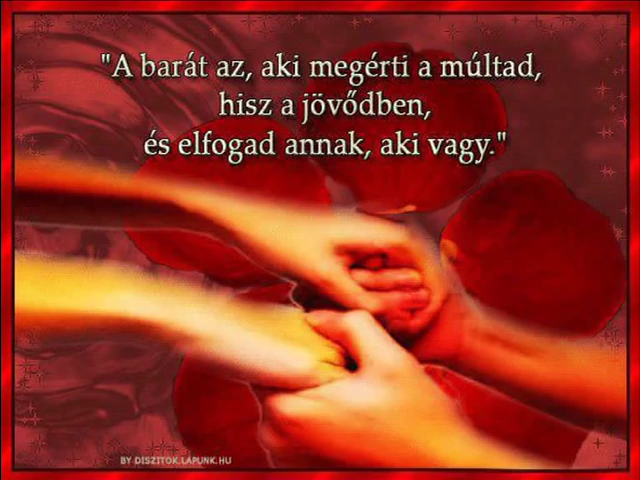 "A barát az, aki megérti a múltad,
hisz a jövődben,
és elfogad annak, aki vagy."
BY DISZITOK.LAPUNK.HU